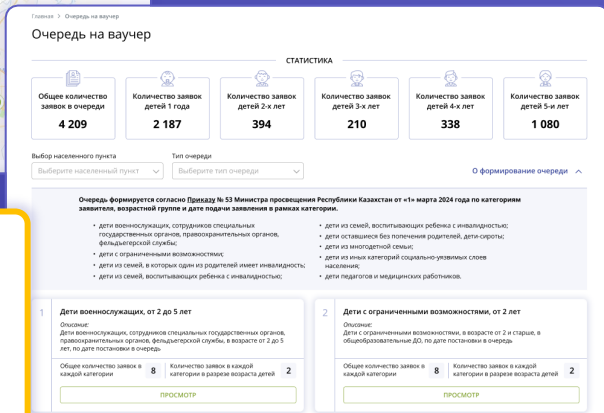 Главная > Очередь на ваучер
Очередь на ваучер
СТАТИСТИКА
Общее количество заявок в очереди
4 209
Количество заявок детей 1 года
2 187
Количество заявок детей 2-х лет
394
Количество заявок детей 3-х лет
210
Количество заявок детей 4-х лет
338
Количество заявок детей 5-и лет
1 080
Выбор населенного пункта
Выберите населенный пункт
Тип очереди
Выберите тип очереди
О формирование очереди
Очередь формируется согласно Приказу № 53 Министра просвещения Республики Казахстан от «1» марта 2024 года по категориям
заявителя, возрастной группе и дате подачи заявления в рамках категории.
• дети военнослужащих, сотрудников специальных
государственных органов, правоохранительных органов,
фельдъегерской службы;
• дети с ограниченными возможностями;
• дети из семей, в которых один из родителей имеет инвалидность;
• дети из семей, воспитывающих ребенка с инвалидностью;
• дети из семей, воспитывающих ребенка с инвалидностью;
• дети оставшиеся без попечения родителей, дети-сироты;
• дети из многодетной семьи;
• дети из иных категорий социально-уязвимых слоев
населения;
• дети педагогов и медицинских работников.
1
Дети военнослужащих, от 2 до 5 лет
Описание:
Дети военнослужащих, сотрудников специальных государственных органов,
правоохранительных органов, фельдъегерской службы, в возрасте от 2 до 5
лет, по дате постановки в очередь
Общее количество заявок в каждой категории
8
Количество заявок в каждой категории в разрезе возраста детей
2
ПРОСМОТР
2
Дети с ограниченными возможностями, от 2 лет
Описание:
Дети с ограниченными возможностями, в возрасте от 2 и старше, в
общеобразовательные ДО, по дате постановки в очередь
Общее количество заявок в каждой категории
8
Количество заявок в каждой категории в разрезе возраста детей
2
ПРОСМОТР